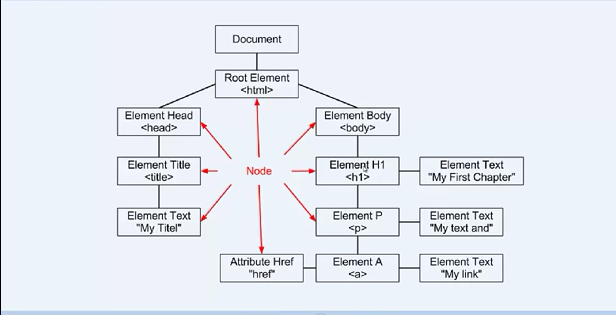 Document
Root Element
<html>
Element Head
<head>
Element Body
<body>
Element Title
<title>
Node
Element H1
<h1>
Element Text
"My First Chapter"
Element Text
"My Titel"
Element P
<p>
Element Text
"My text and"
Attribute Href
"href"
Element A
<a>
Element Text
"My link"